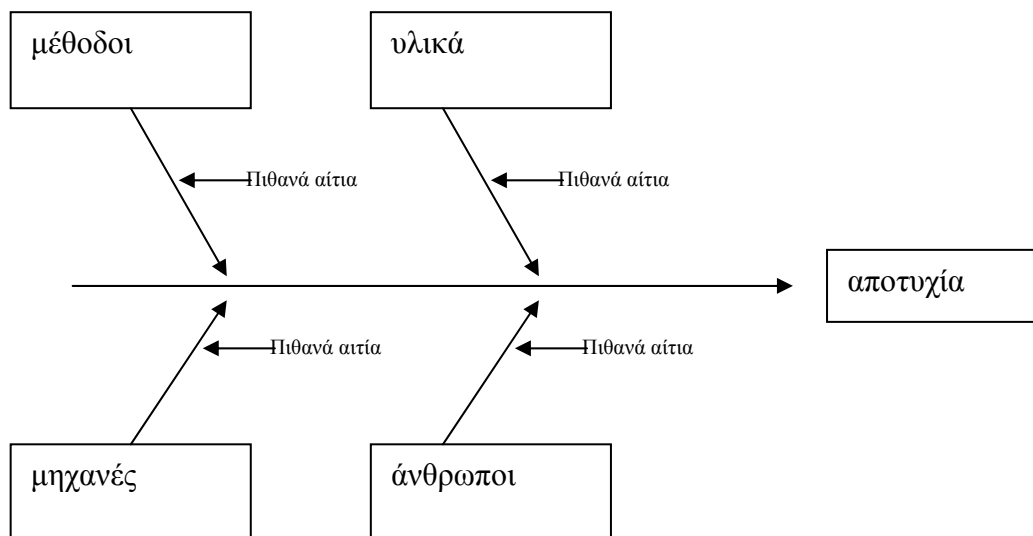 μέθοδοι
υλικά
Πιθανά αίτια
Πιθανά αίτια
αποτυχία
Πιθανά αιτία
Πιθανά αίτια
μηχανές
άνθρωποι